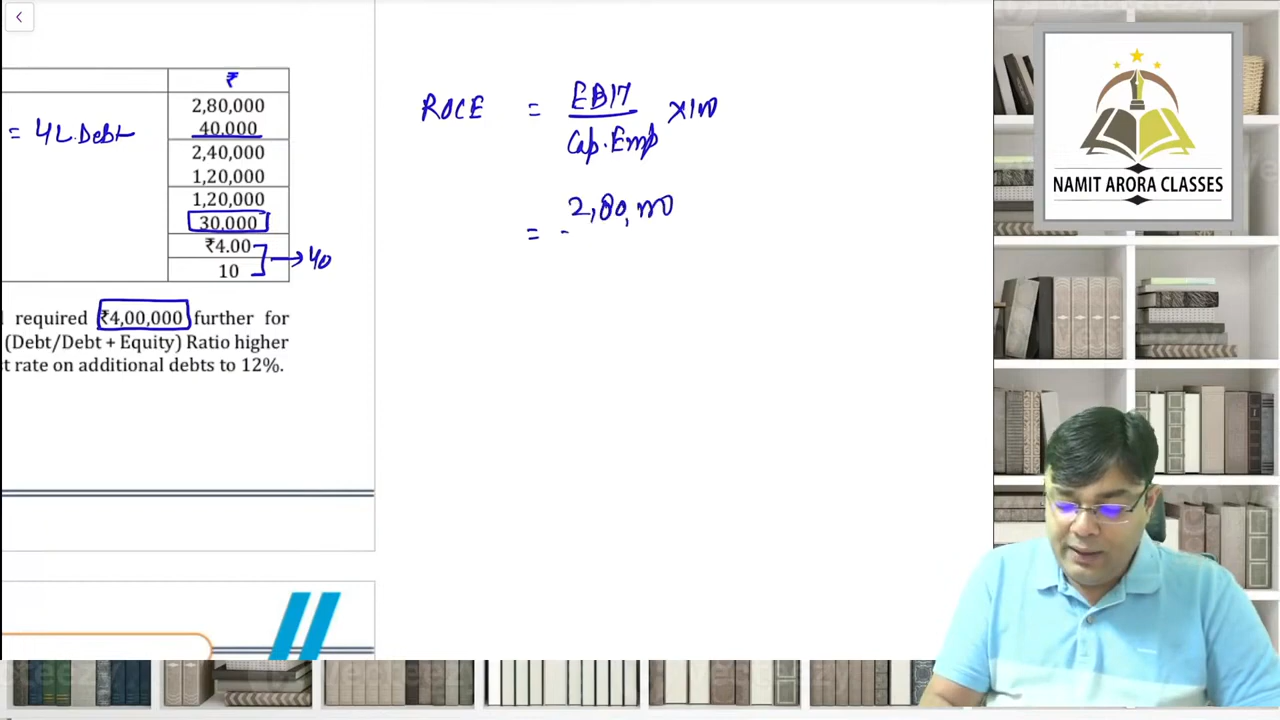 ₹
2,80,000
= 4L.Debt
40,000
2,40,000
1,20,000
1,20,000
30,000
₹4.00
10
→ 40
required ₹4,00,000 further for
(Debt/Debt + Equity) Ratio higher
t rate on additional debts to 12%.
ROCE = EBIT / Cap.Emp ×100
= 2,80,000
NAMIT ARORA CLASSES